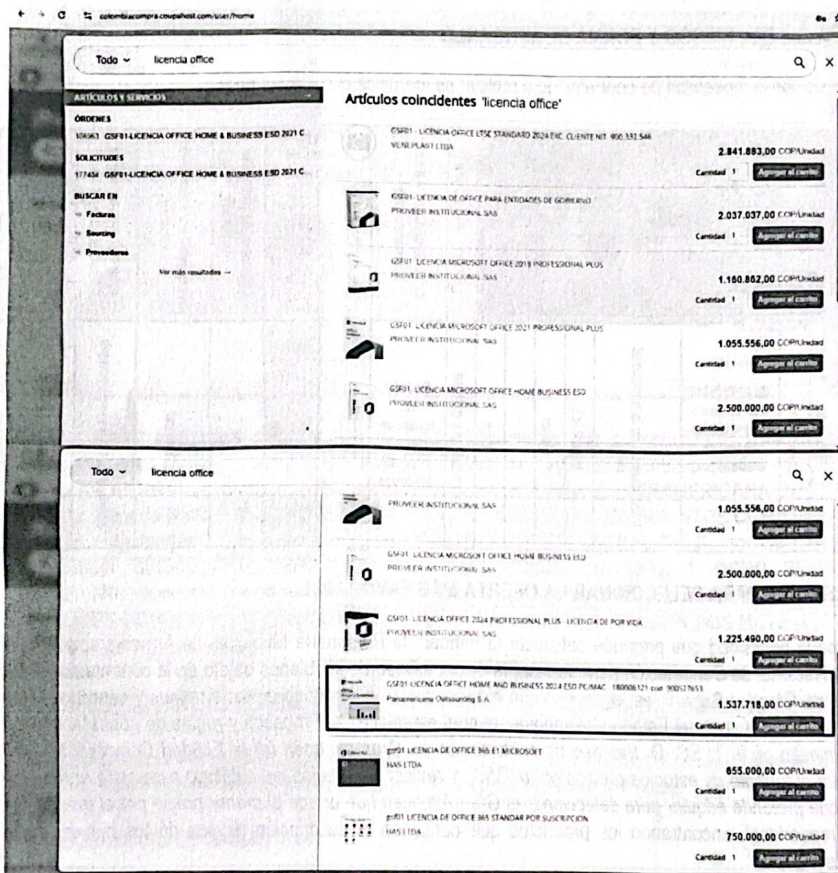 colombiacompra.coupahost.com/user/home
Todo licencia office
ARTÍCULOS Y SERVICIOS
ÓRDENES
GSF01-LICENCIA OFFICE HOME & BUSINESS ESD 2021 C...
SOLICITUDES
177404 GSF01-LICENCIA OFFICE HOME & BUSINESS ESD 2021 C...
BUSCAR EN
Facturas
Sourcing
Proveedores
Ver más resultados
Artículos coincidentes 'licencia office'
GSF01 - LICENCIA OFFICE LTSC STANDARD 2024 EXC. CLIENTE NIT 900.332.546
VENEPLAST LTDA
2.841.883,00 COP/Unidad
Cantidad 1 Agregar al carrito
GSF01- LICENCIA DE OFFICE PARA ENTIDADES DE GOBIERNO
PROVEER INSTITUCIONAL SAS
2.037.037,00 COP/Unidad
Cantidad 1 Agregar al carrito
GSF01- LICENCIA MICROSOFT OFFICE 2019 PROFESSIONAL PLUS
PROVEER INSTITUCIONAL SAS
1.160.862,00 COP/Unidad
Cantidad 1 Agregar al carrito
GSF01- LICENCIA MICROSOFT OFFICE 2021 PROFESSIONAL PLUS
PROVEER INSTITUCIONAL SAS
1.055.556,00 COP/Unidad
Cantidad 1 Agregar al carrito
GSF01- LICENCIA MICROSOFT OFFICE HOME BUSINESS ESD
PROVEER INSTITUCIONAL SAS
2.500.000,00 COP/Unidad
Cantidad 1 Agregar al carrito
Todo licencia office
PROVEER INSTITUCIONAL SAS
1.055.556,00 COP/Unidad
Cantidad 1 Agregar al carrito
GSF01- LICENCIA MICROSOFT OFFICE HOME BUSINESS ESD
PROVEER INSTITUCIONAL SAS
2.500.000,00 COP/Unidad
Cantidad 1 Agregar al carrito
GSF01- LICENCIA OFFICE 2024 PROFESSIONAL PLUS - LICENCIA DE POR VIDA
PROVEER INSTITUCIONAL SAS
1.225.490,00 COP/Unidad
Cantidad 1 Agregar al carrito
GSF01 LICENCIA OFFICE HOME AND BUSINESS 2024 ESD PC/MAC
Panamericana Outsourcing S.A.
1.537.718,00 COP/Unidad
Cantidad 1 Agregar al carrito
LICENCIA DE OFFICE 365 ET MICROSOFT
HAS LTDA
655.000,00 COP/Unidad
Cantidad 1 Agregar al carrito
LICENCIA DE OFFICE 365 STANDAR POR SUSCRIPCION
HAS LTDA
750.000,00 COP/Unidad
Cantidad 1 Agregar al carrito